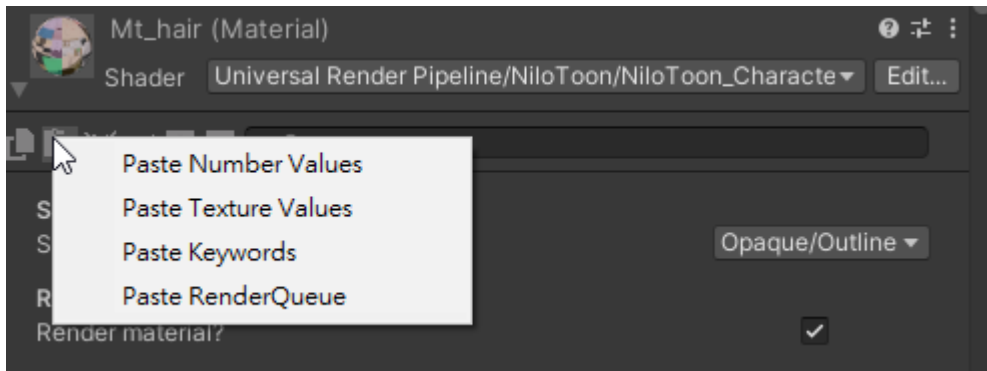 Mt_hair (Material)
Shader Universal Render Pipeline/NiloToon/NiloToon_Characte Edit...
Paste Number Values
Paste Texture Values
Paste Keywords
Paste RenderQueue
S
S Opaque/Outline
R
Render material?